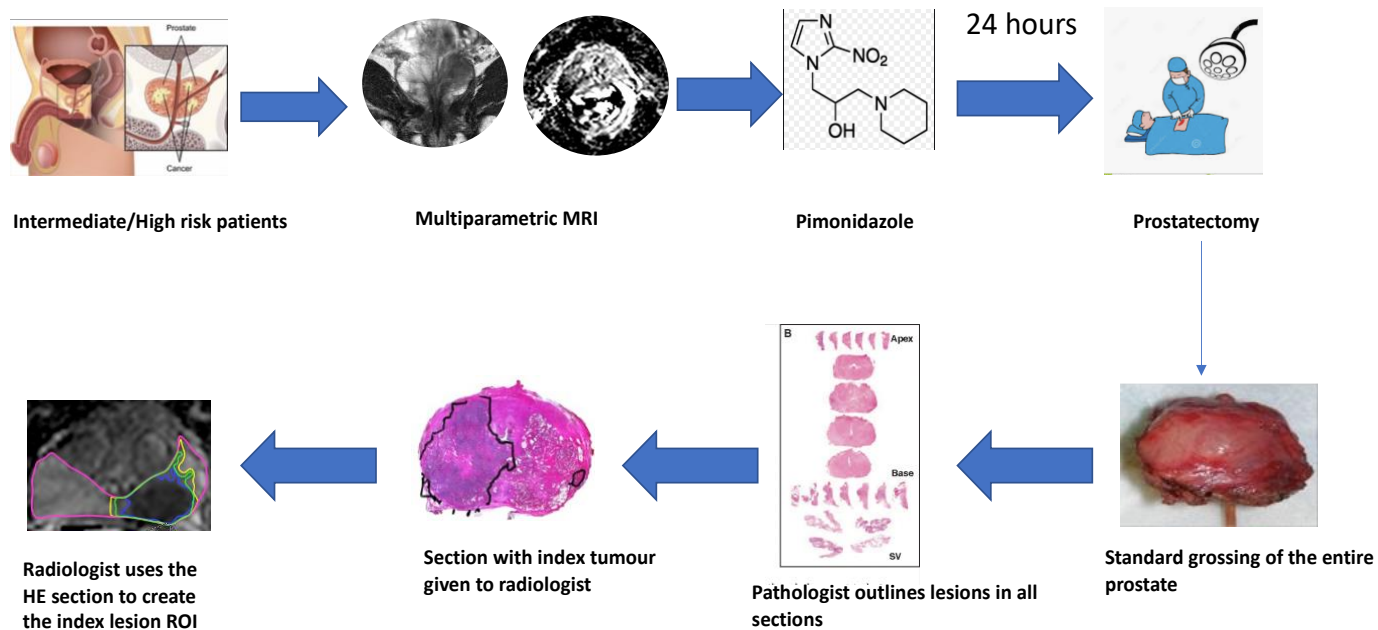 Prostate
Cancer
N
N
NO₂
N
OH
24 hours
Intermediate/High risk patients
Multiparametric MRI
Pimonidazole
Prostatectomy
B
Apex
Base
SV
Radiologist uses the
HE section to create
the index lesion ROI
Section with index tumour
given to radiologist
Pathologist outlines lesions in all
sections
Standard grossing of the entire
prostate